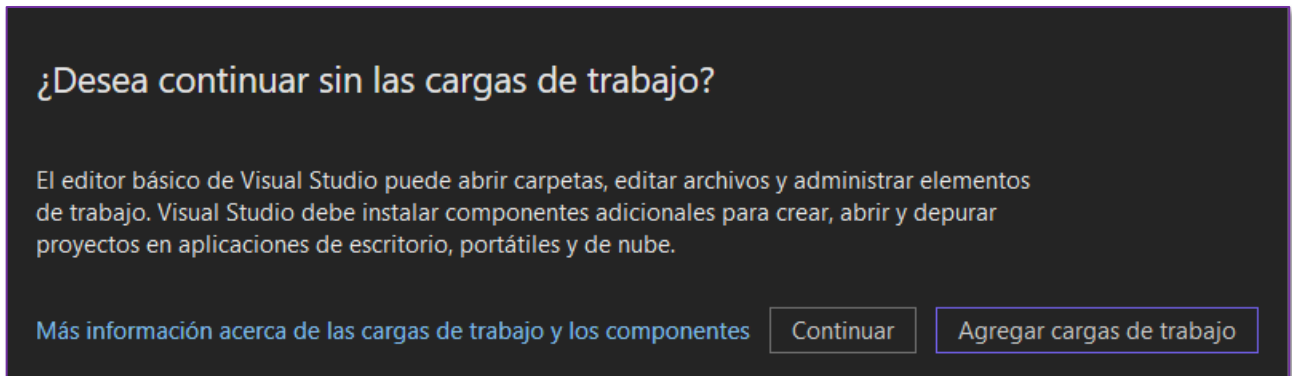 ¿Desea continuar sin las cargas de trabajo?
El editor básico de Visual Studio puede abrir carpetas, editar archivos y administrar elementos
de trabajo. Visual Studio debe instalar componentes adicionales para crear, abrir y depurar
proyectos en aplicaciones de escritorio, portátiles y de nube.
Más información acerca de las cargas de trabajo y los componentes Continuar Agregar cargas de trabajo